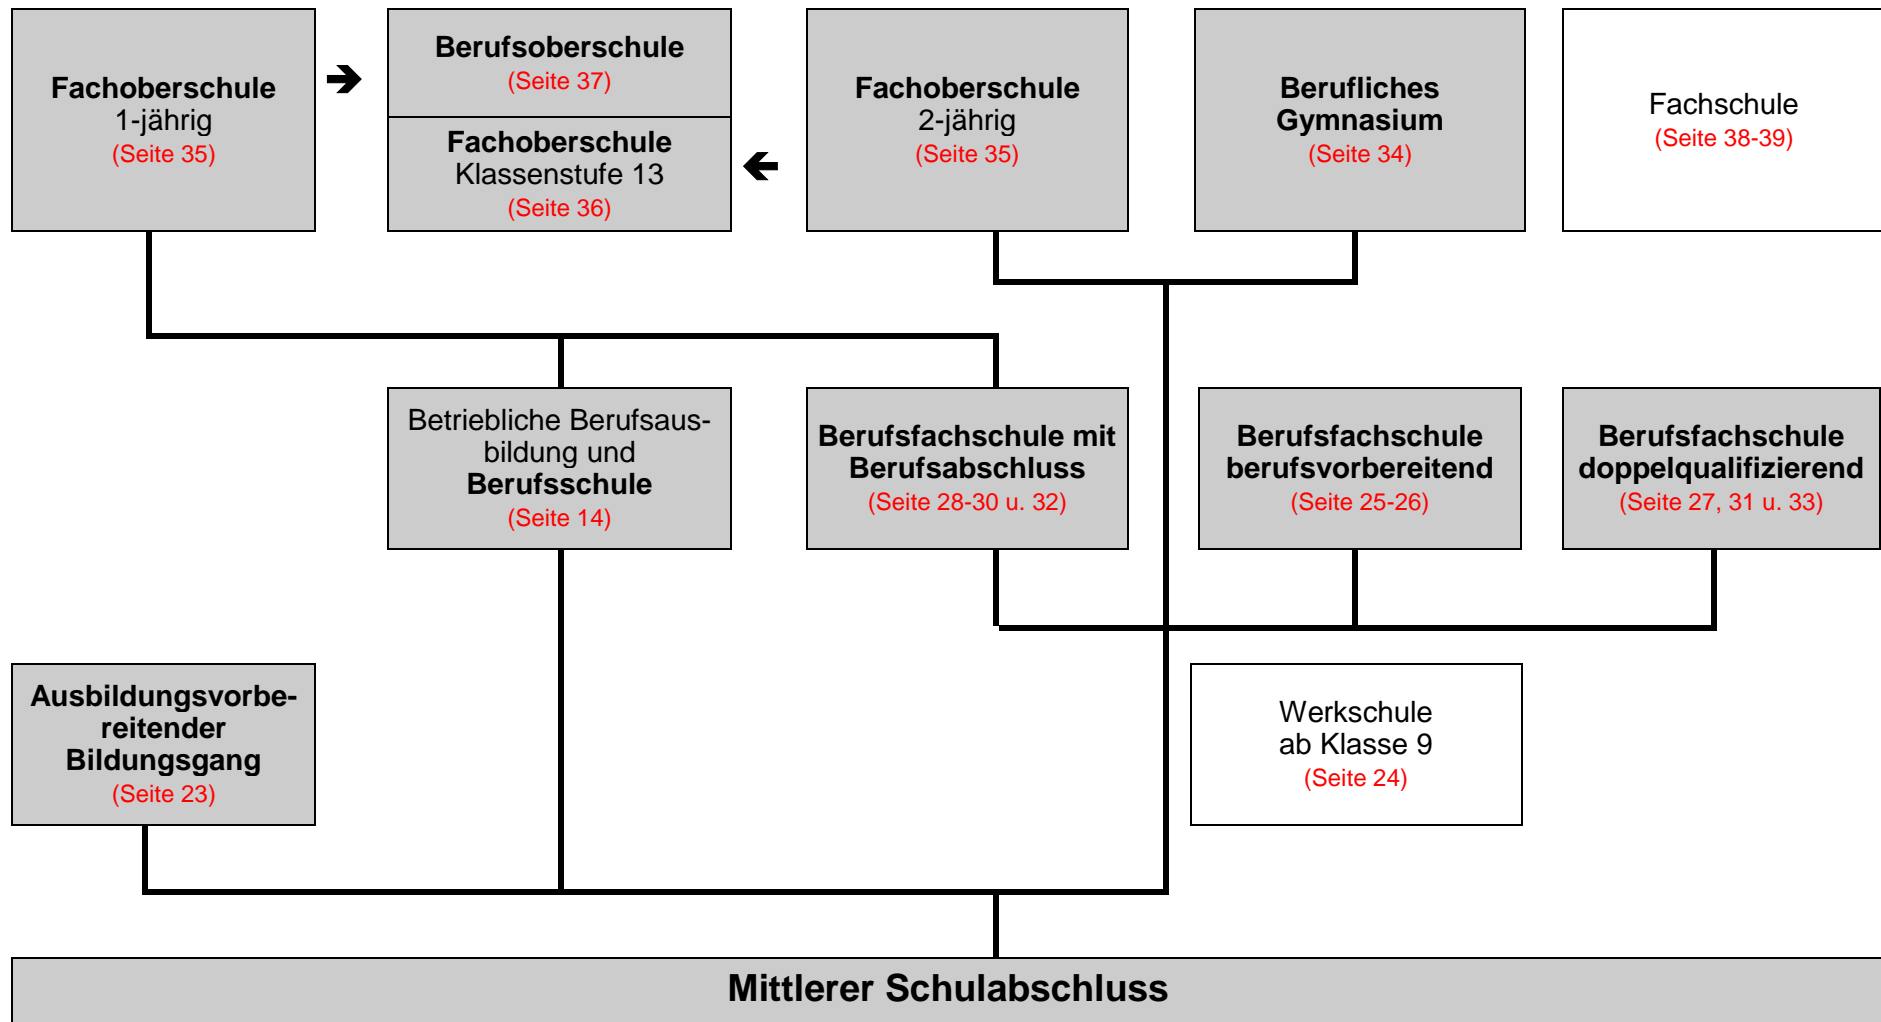 Fachoberschule
1-jährig
(Seite 35)
Berufsoberschule
(Seite 37)
Fachoberschule
Klassenstufe 13
(Seite 36)
Fachoberschule
2-jährig
(Seite 35)
Berufliches
Gymnasium
(Seite 34)
Fachschule
(Seite 38-39)
Betriebliche Berufsaus-
bildung und
Berufsschule
(Seite 14)
Berufsfachschule mit
Berufsabschluss
(Seite 28-30 u. 32)
Berufsfachschule
berufsvorbereitend
(Seite 25-26)
Berufsfachschule
doppelqualifizierend
(Seite 27, 31 u. 33)
Ausbildungsvorbe-
reitender
Bildungsgang
(Seite 23)
Werkschule
ab Klasse 9
(Seite 24)
Mittlerer Schulabschluss